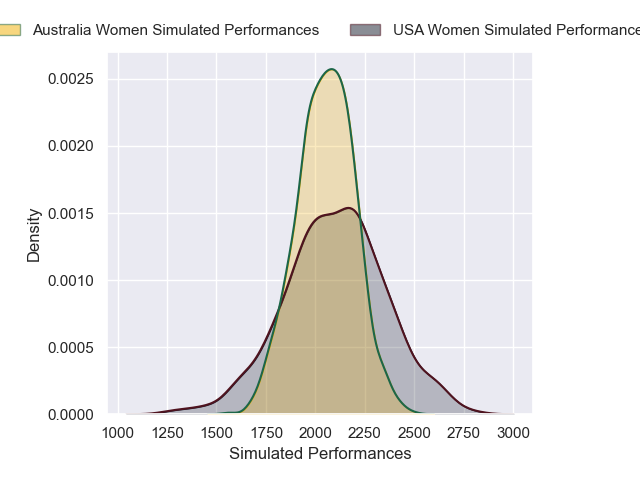 Australia Women Simulated Performances USA Women Simulated Performance
0.0025
0.0020
0.0015
0.0010
0.0005
0.0000
Density
1000 1250 1500 1750 2000 2250 2500 2750 3000
Simulated Performances